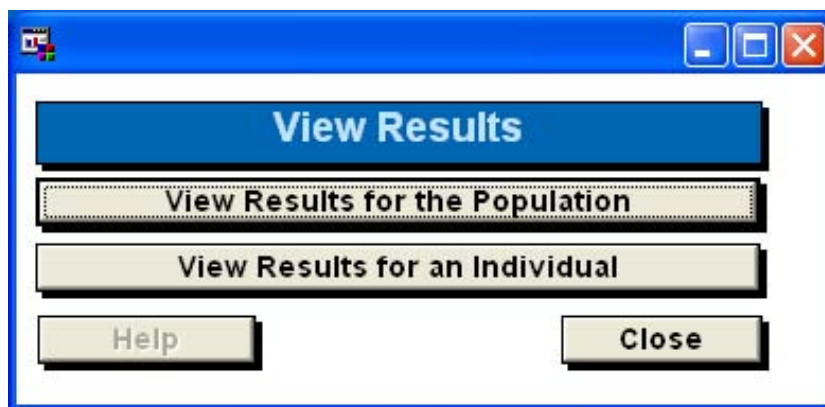 View Results
View Results for the Population
View Results for an Individual
Help
Close